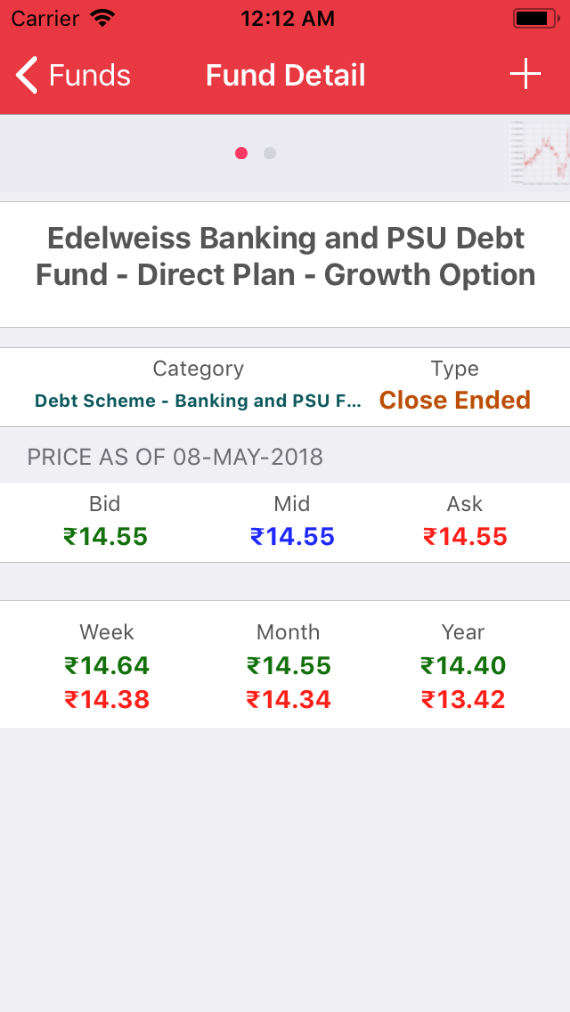 Carrier 12:12 AM
Funds Fund Detail +
Edelweiss Banking and PSU Debt
Fund - Direct Plan - Growth Option
Category Type
Debt Scheme - Banking and PSU F... Close Ended
PRICE AS OF 08-MAY-2018
Bid Mid Ask
₹14.55 ₹14.55 ₹14.55
Week Month Year
₹14.64 ₹14.55 ₹14.40
₹14.38 ₹14.34 ₹13.42